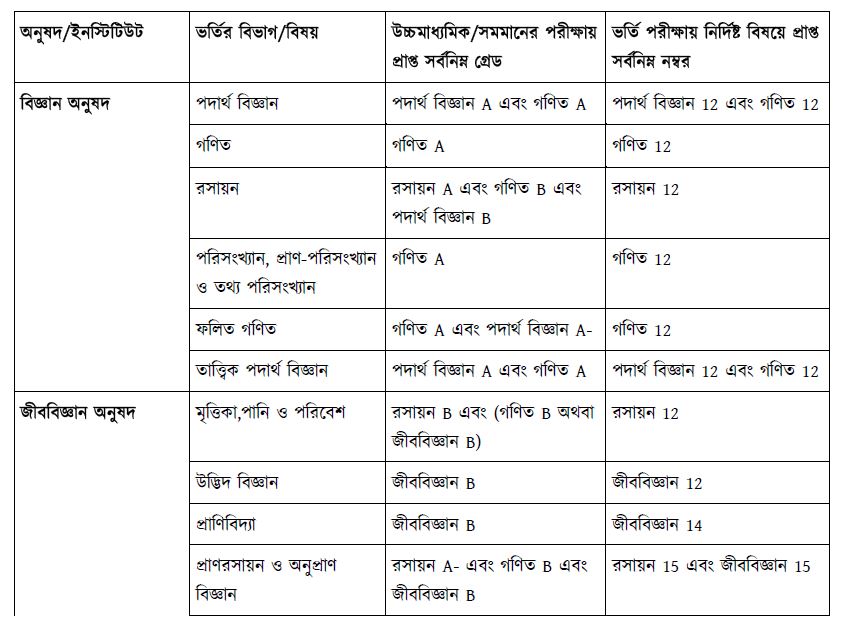 অনুষদ/ইনস্টিটিউট ভর্তির বিভাগ/বিষয় উচ্চমাধ্যমিক/সমমানের পরীক্ষায় ভর্তি পরীক্ষায় নির্দিষ্ট বিষয়ে প্রাপ্ত
প্রাপ্ত সর্বনিম্ন গ্রেড সর্বনিম্ন নম্বর
বিজ্ঞান অনুষদ পদার্থ বিজ্ঞান পদার্থ বিজ্ঞান A এবং গণিত A পদার্থ বিজ্ঞান 12 এবং গণিত 12
গণিত গণিত A গণিত 12
রসায়ন রসায়ন A এবং গণিত B এবং রসায়ন 12
পদার্থ বিজ্ঞান B
পরিসংখ্যান, প্রাণ-পরিসংখ্যান গণিত A গণিত 12
ও তথ্য পরিসংখ্যান
ফলিত গণিত গণিত A এবং পদার্থ বিজ্ঞান A- গণিত 12
তাত্ত্বিক পদার্থ বিজ্ঞান পদার্থ বিজ্ঞান A এবং গণিত A পদার্থ বিজ্ঞান 12 এবং গণিত 12
জীববিজ্ঞান অনুষদ মৃত্তিকা,পানি ও পরিবেশ রসায়ন B এবং (গণিত B অথবা রসায়ন 12
জীববিজ্ঞান B)
উদ্ভিদ বিজ্ঞান জীববিজ্ঞান B জীববিজ্ঞান 12
প্রাণিবিদ্যা জীববিজ্ঞান B জীববিজ্ঞান 14
প্রাণরসায়ন ও অনুপ্রাণ রসায়ন A- এবং গণিত B এবং রসায়ন 15 এবং জীববিজ্ঞান 15
বিজ্ঞান জীববিজ্ঞান B